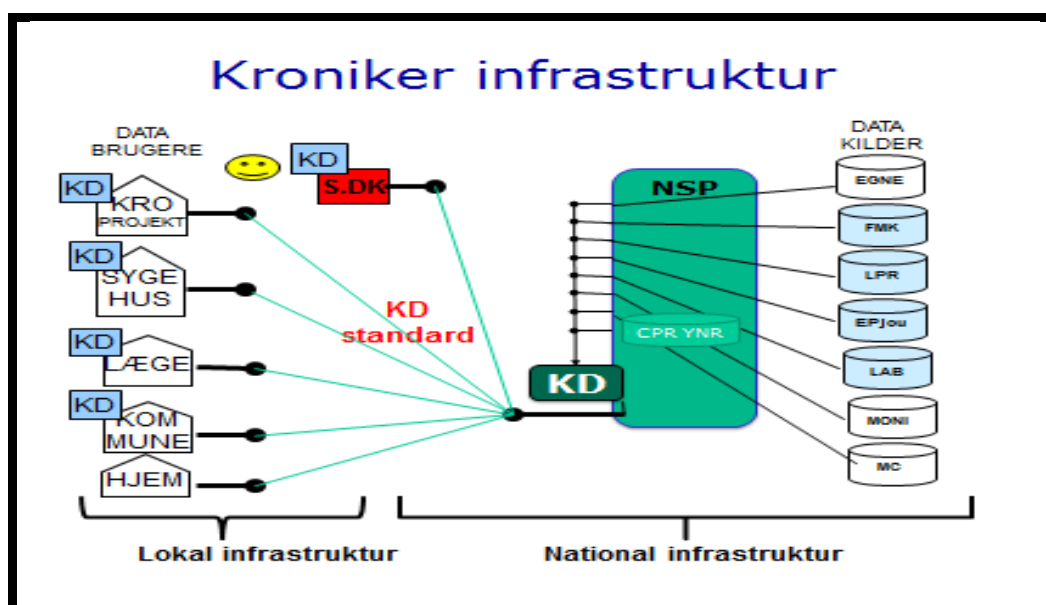 Kroniker infrastruktur
DATA
BRUGERE
KD
S.DK
KD
KRO
PROJEKT
KD
SYGE
HUS
KD
LÆGE
KD
KOM
MUNE
HJEM
KD
standard
NSP
CPR YNR
KD
DATA
KILDER
EGNE
FMK
LPR
EPJou
LAB
MONI
MC
Lokal infrastruktur
National infrastruktur